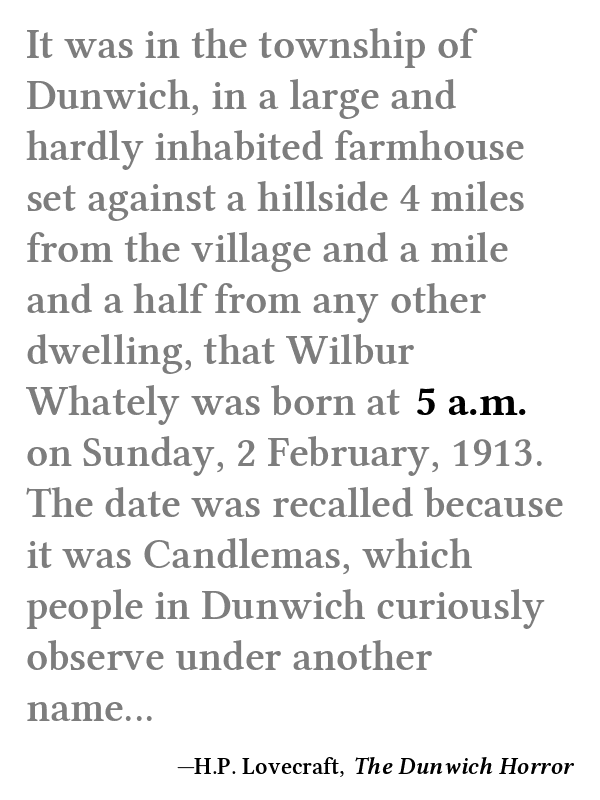 It was in the township of
Dunwich, in a large and
hardly inhabited farmhouse
set against a hillside 4 miles
from the village and a mile
and a half from any other
dwelling, that Wilbur
Whately was born at 5 a.m.
on Sunday, 2 February, 1913.
The date was recalled because
it was Candlemas, which
people in Dunwich curiously
observe under another
name...
—H.P. Lovecraft, The Dunwich Horror